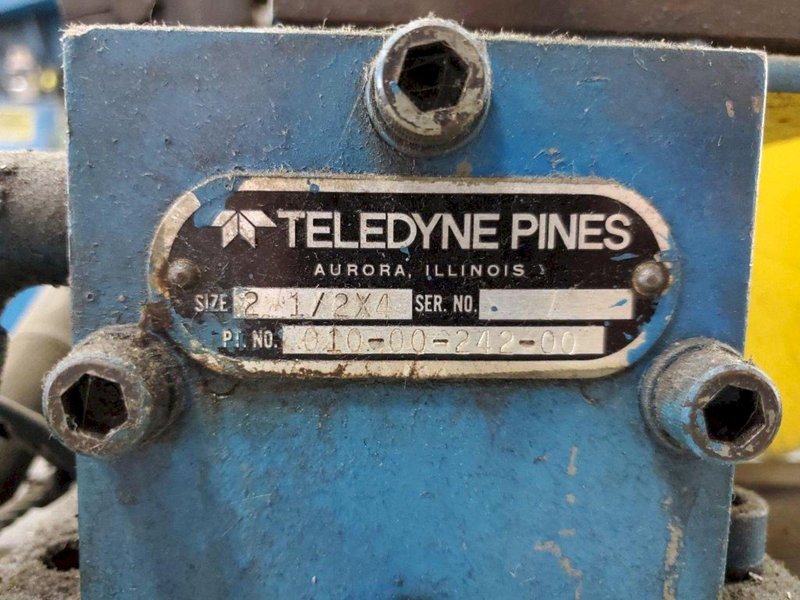 TELEDYNE PINES
AURORA, ILLINOIS
SIZE 2 1/2X4 SER. NO.
P.I. NO. 010-00-242-00